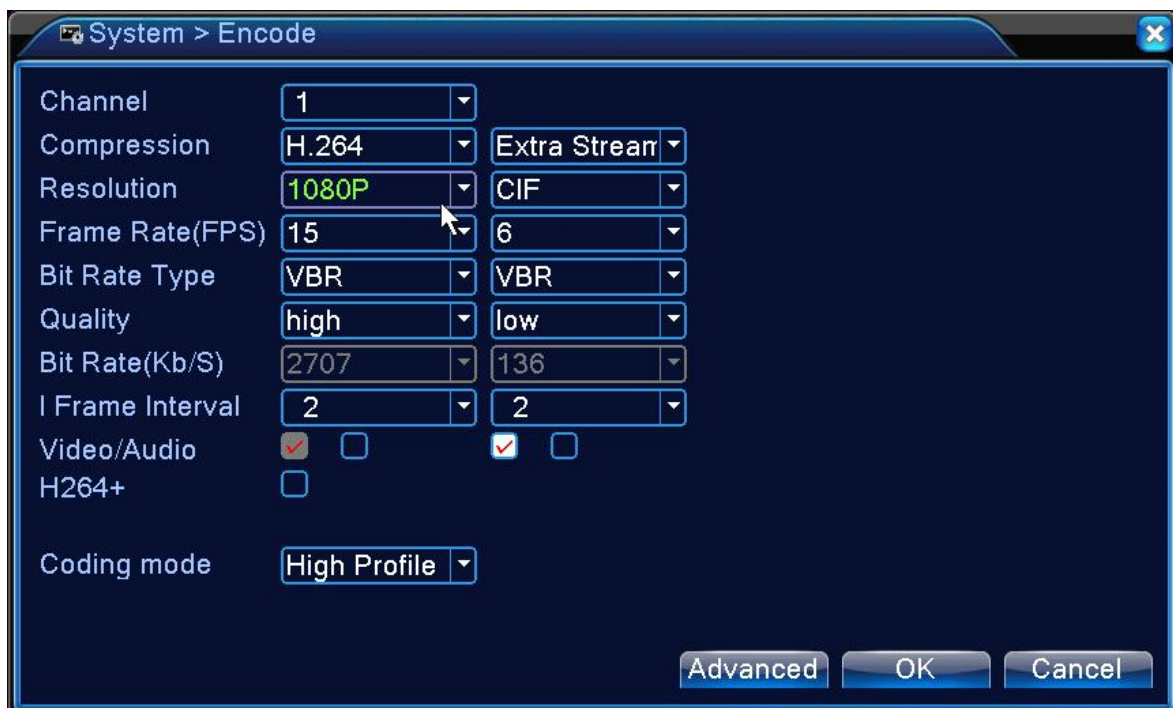 System > Encode
Channel 1
Compression H.264 Extra Stream
Resolution 1080P CIF
Frame Rate(FPS) 15 6
Bit Rate Type VBR VBR
Quality high low
Bit Rate(Kb/S) 2707 136
I Frame Interval 2 2
Video/Audio
H264+
Coding mode High Profile
Advanced OK Cancel